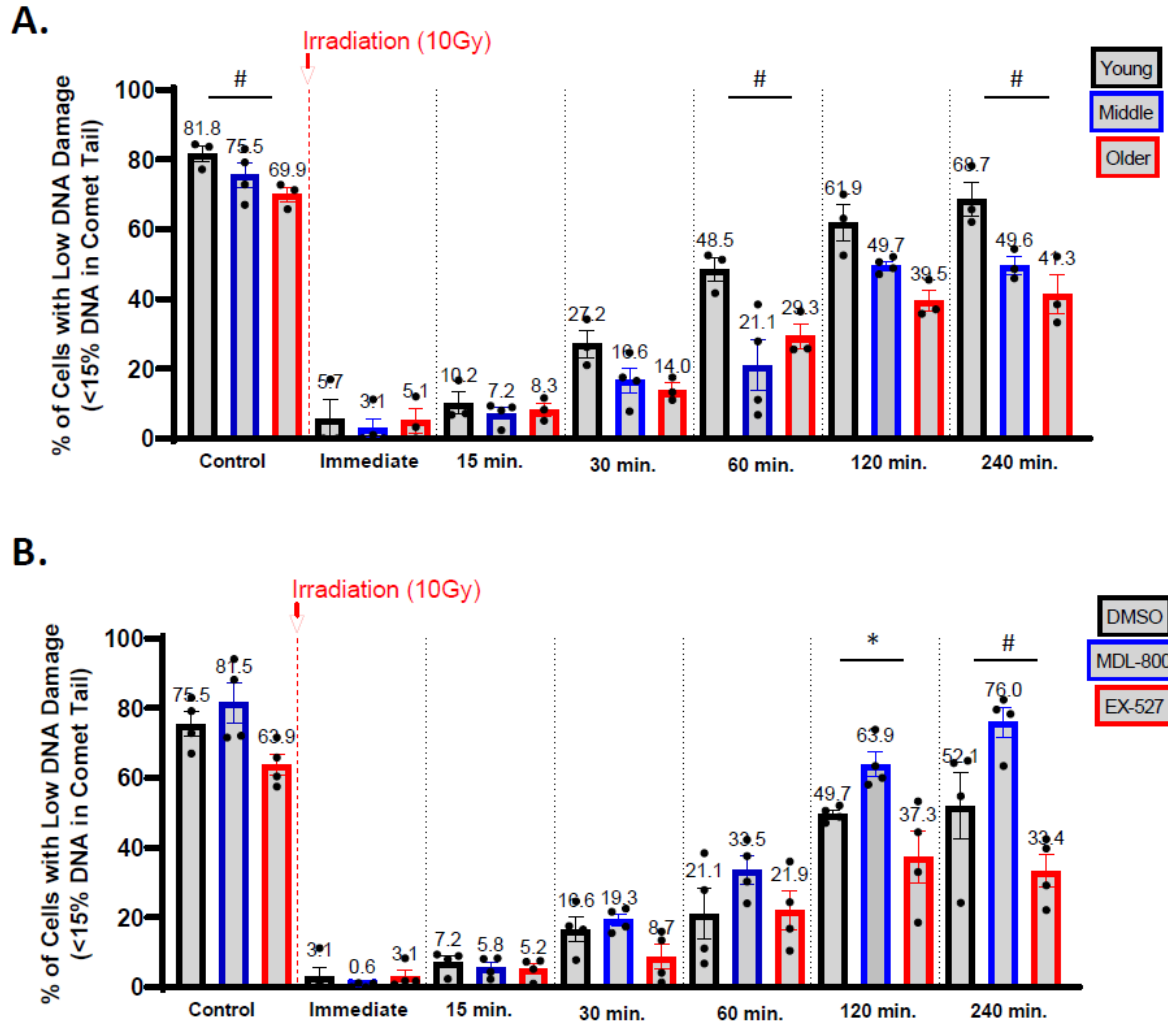 A.
Irradiation (10Gy)
Young
Middle
Older
% of Cells with Low DNA Damage
(<15% DNA in Comet Tail)
100
80
60
40
20
0
# # #
81.8 75.5 69.9
5.7 3.1 5.1
10.2 7.2 8.3
27.2 16.6 14.0
48.5 21.1 29.3
61.9 49.7 39.5
68.7 49.6 41.3
Control Immediate 15 min. 30 min. 60 min. 120 min. 240 min.
B.
Irradiation (10Gy)
DMSO
MDL-800
EX-527
% of Cells with Low DNA Damage
(<15% DNA in Comet Tail)
100
80
60
40
20
0
* #
75.5 81.5 63.9
3.1 0.6 3.1
7.2 5.8 5.2
16.6 19.3 8.7
21.1 33.5 21.9
49.7 63.9 37.3
52.1 76.0 33.4
Control Immediate 15 min. 30 min. 60 min. 120 min. 240 min.